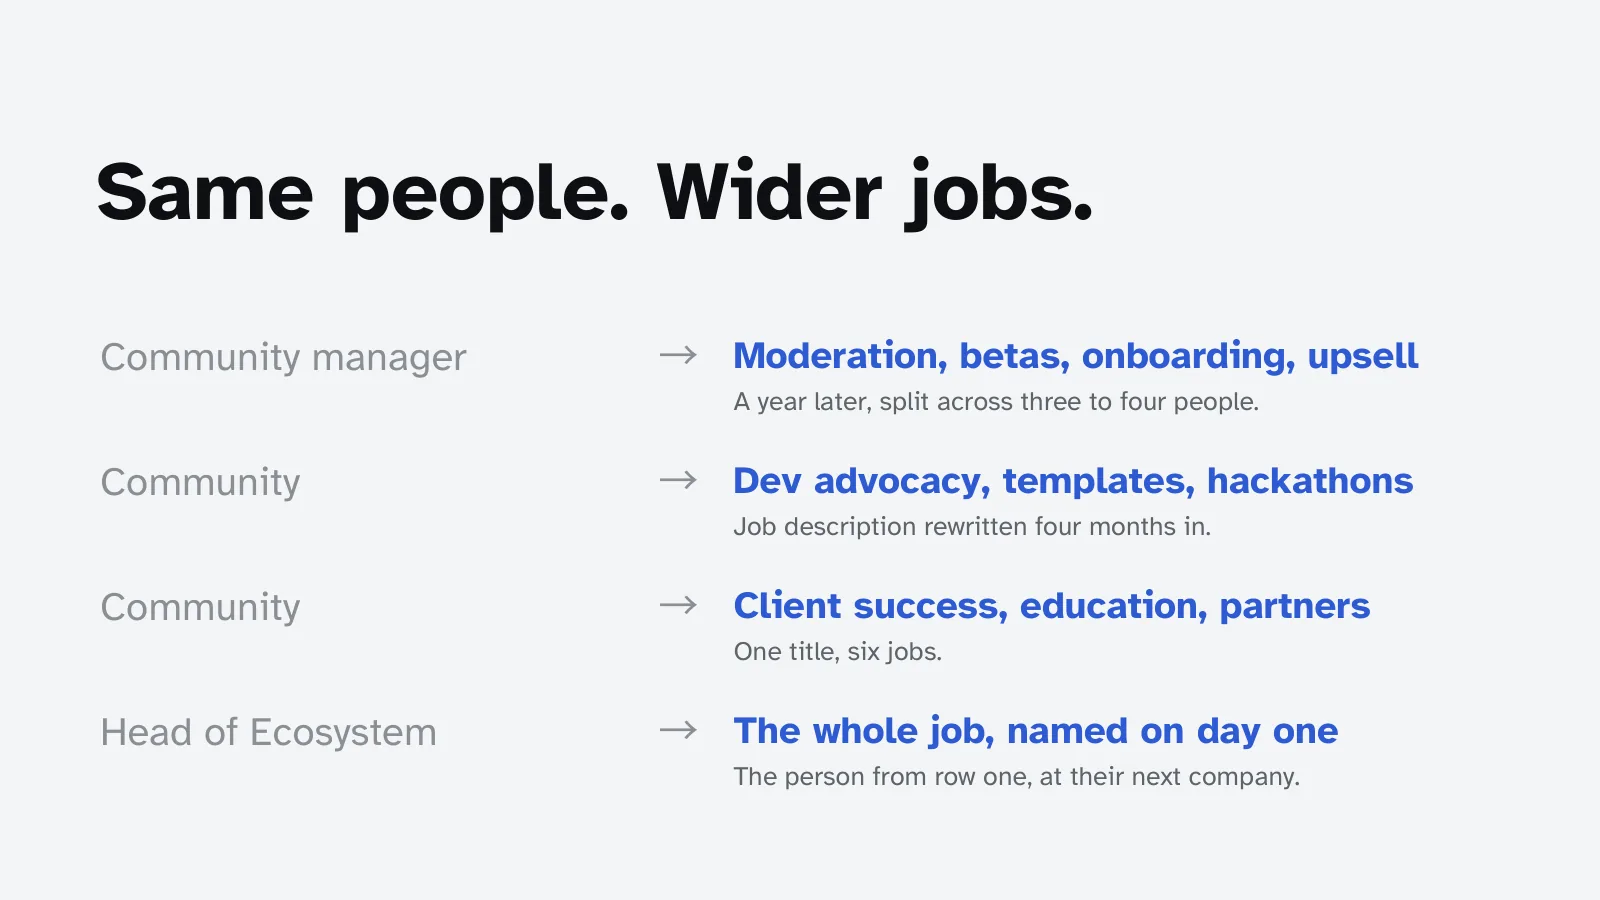 Same people. Wider jobs.
Community manager → Moderation, betas, onboarding, upsell
A year later, split across three to four people.
Community → Dev advocacy, templates, hackathons
Job description rewritten four months in.
Community → Client success, education, partners
One title, six jobs.
Head of Ecosystem → The whole job, named on day one
The person from row one, at their next company.